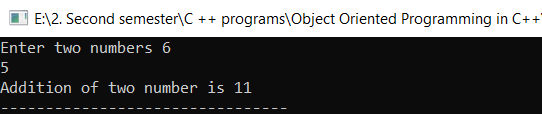 E:\2. Second semester\C ++ programs\Object Oriented Programming in C++
Enter two numbers 6
5
Addition of two number is 11
--------------------------------